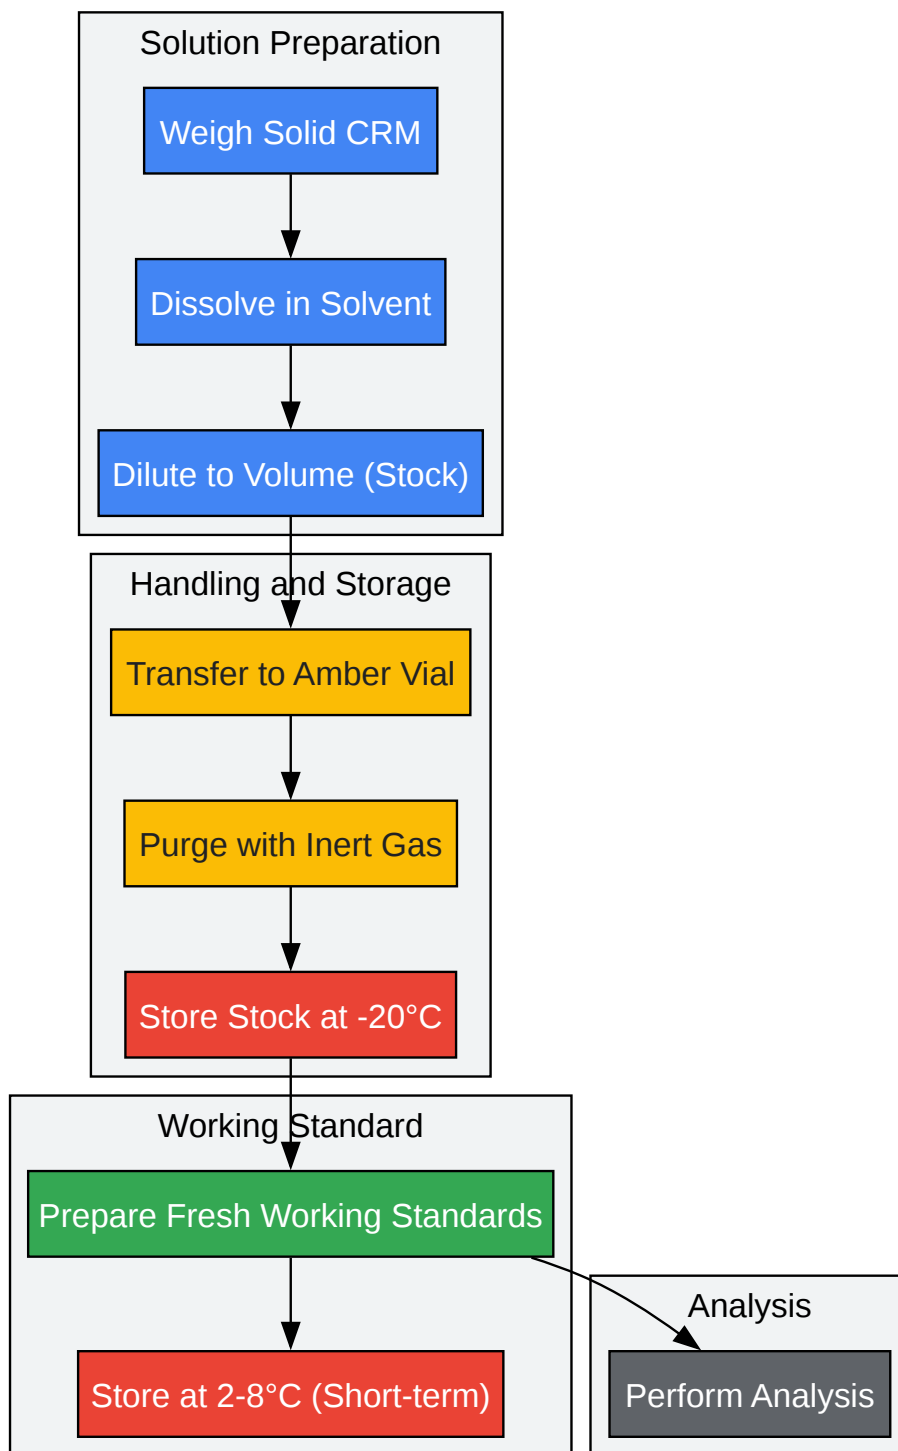 Solution Preparation
Weigh Solid CRM
Dissolve in Solvent
Dilute to Volume (Stock)
Handling and Storage
Transfer to Amber Vial
Purge with Inert Gas
Store Stock at -20°C
Working Standard
Prepare Fresh Working Standards
Store at 2-8°C (Short-term)
Analysis
Perform Analysis